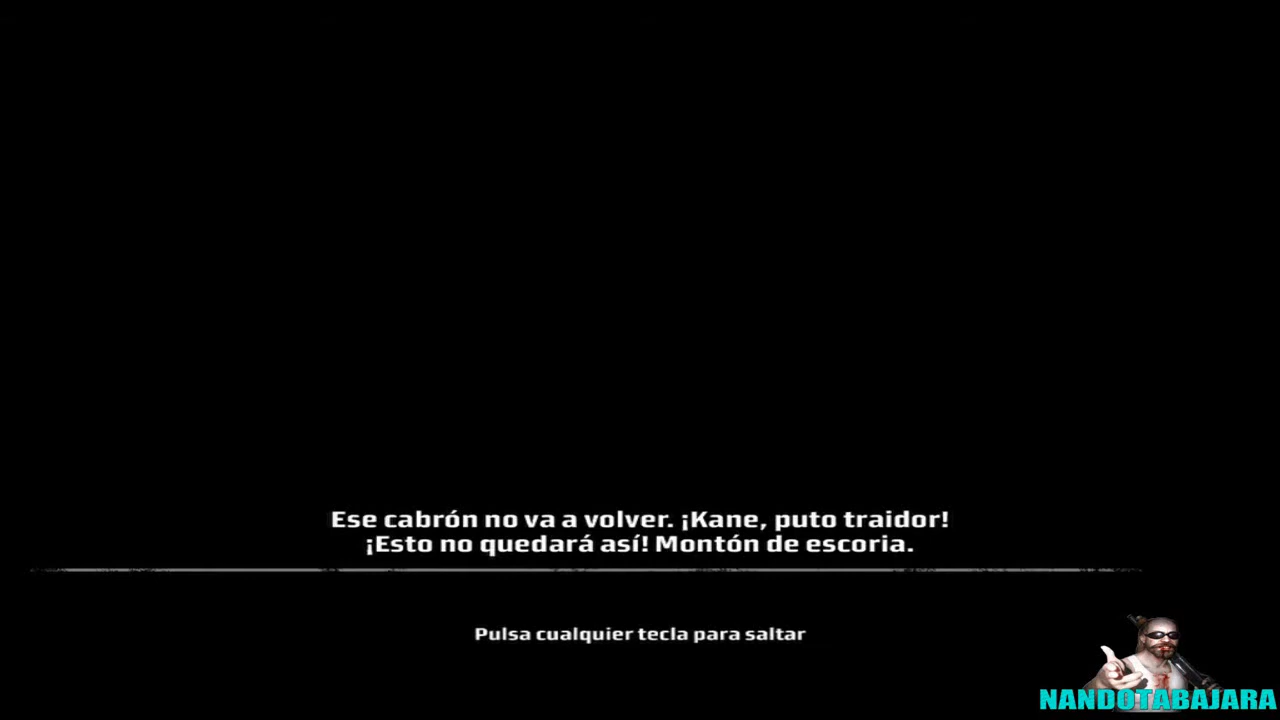 Ese cabrón no va a volver. ¡Kane, puto traidor!
¡Esto no quedará así! Montón de escoria.
Pulsa cualquier tecla para saltar
NANDOTABAJARA